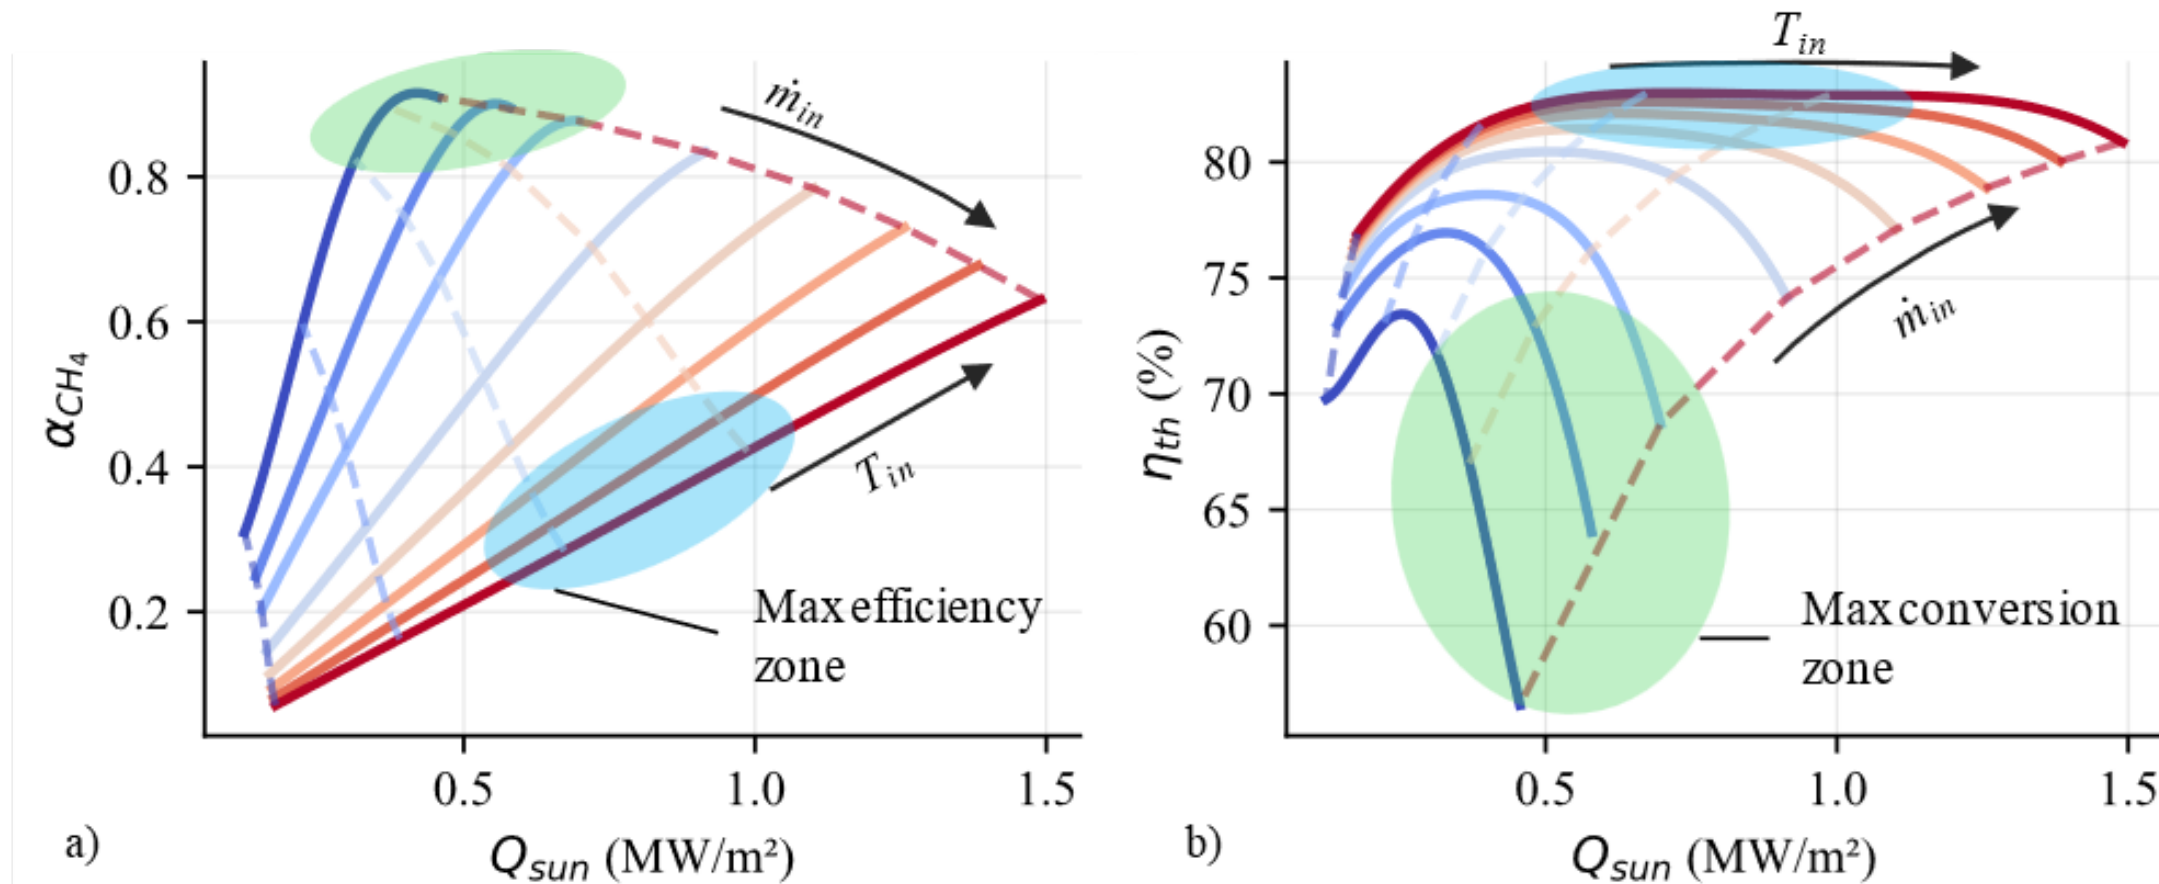 ṁin
0.8
0.6
0.4
0.2
αCH4
Tin
Max efficiency
zone
0.5 1.0 1.5
a)
Qsun (MW/m²)
Tin
80
75
70
65
60
ηth (%)
ṁin
Max conversion
zone
0.5 1.0 1.5
b)
Qsun (MW/m²)